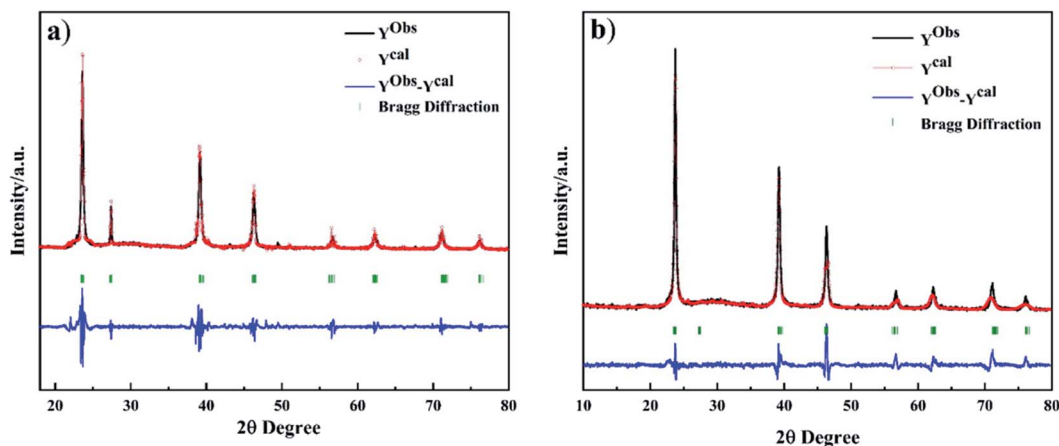 a)
Y^Obs
Y^cal
Y^Obs-Y^cal
Bragg Diffraction
Intensity/a.u.
20 30 40 50 60 70 80
2θ Degree
b)
Y^Obs
Y^cal
Y^Obs-Y^cal
Bragg Diffraction
Intensity/a.u.
10 20 30 40 50 60 70 80
2θ Degree